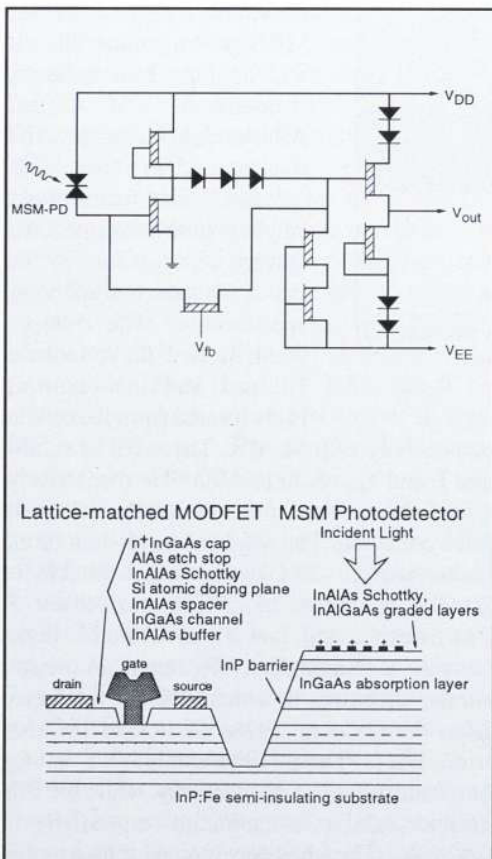 V_DD
MSM-PD
V_out
V_fb
V_EE
Lattice-matched MODFET
MSM Photodetector
n⁺InGaAs cap
AlAs etch stop
InAlAs Schottky
Si atomic doping plane
InAlAs spacer
InGaAs channel
InAlAs buffer
Incident Light
InAlAs Schottky,
InAlGaAs graded layers
gate
drain
source
InP barrier
InGaAs absorption layer
InP:Fe semi-insulating substrate